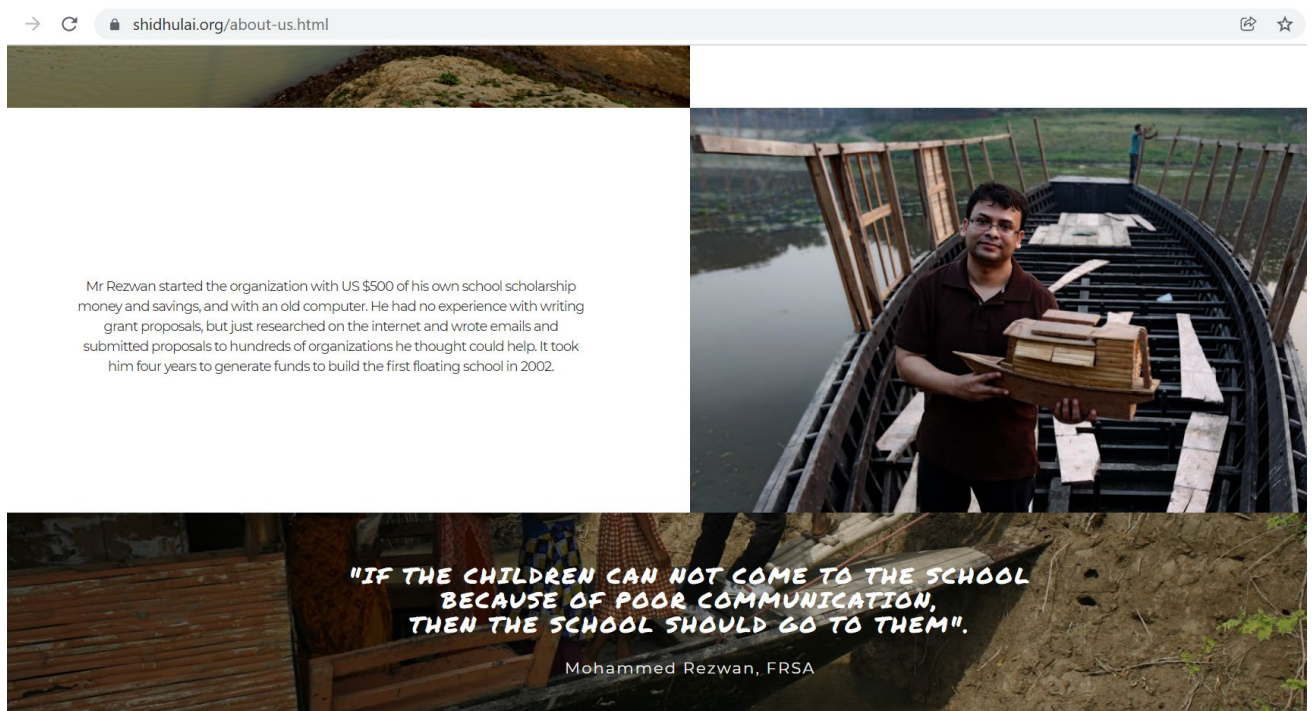 shidhulai.org/about-us.html
Mr Rezwan started the organization with US $500 of his own school scholarship
money and savings, and with an old computer. He had no experience with writing
grant proposals, but just researched on the internet and wrote emails and
submitted proposals to hundreds of organizations he thought could help. It took
him four years to generate funds to build the first floating school in 2002.
"IF THE CHILDREN CAN NOT COME TO THE SCHOOL
BECAUSE OF POOR COMMUNICATION,
THEN THE SCHOOL SHOULD GO TO THEM".
Mohammed Rezwan, FRSA